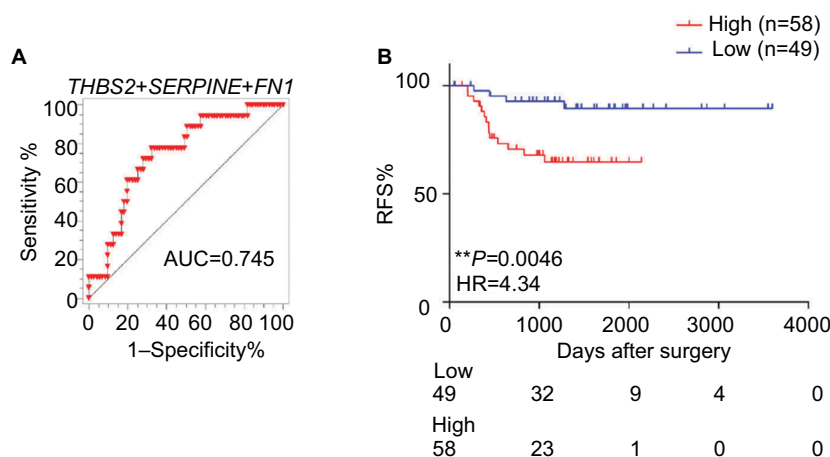 High (n=58)
Low (n=49)
A
THBS2+SERPINE+FN1
100
80
60
40
20
0
Sensitivity %
AUC=0.745
0 20 40 60 80 100
1–Specificity%
B
100
50
0
RFS%
**P=0.0046
HR=4.34
0 1000 2000 3000 4000
Days after surgery
Low
49 32 9 4 0
High
58 23 1 0 0